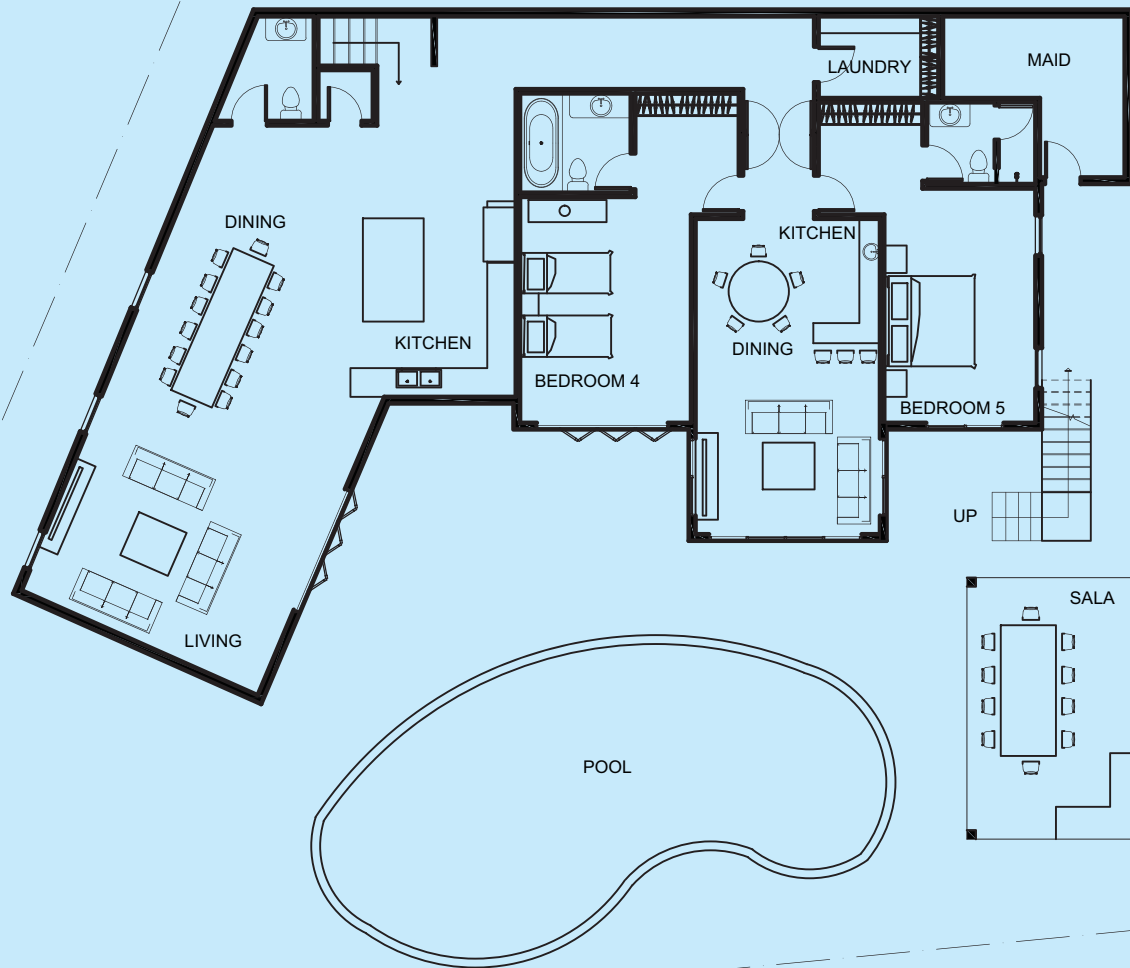 MAID
LAUNDRY
DINING
KITCHEN
KITCHEN
DINING
BEDROOM 4
BEDROOM 5
UP
SALA
LIVING
POOL